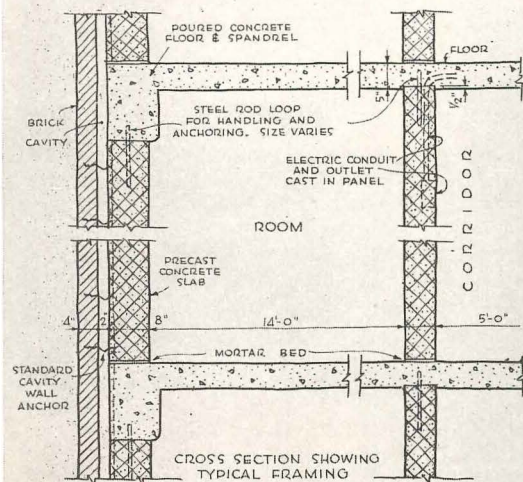 POURED CONCRETE
FLOOR & SPANDREL
FLOOR
5"
1/2"
STEEL ROD LOOP
FOR HANDLING AND
ANCHORING. SIZE VARIES
BRICK
CAVITY
ELECTRIC CONDUIT
AND OUTLET
CAST IN PANEL
ROOM
CORRIDOR
PRECAST
CONCRETE
SLAB
4" 2" 8" 14'-0" 5'-0"
MORTAR BED
STANDARD
CAVITY
WALL
ANCHOR
CROSS SECTION SHOWING
TYPICAL FRAMING